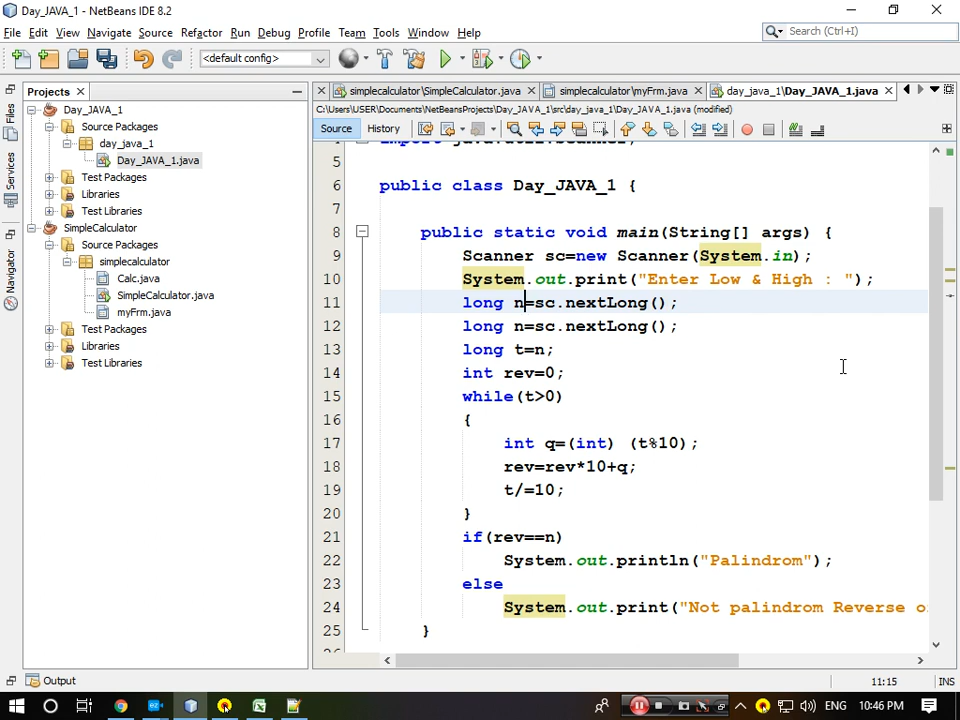 Day_JAVA_1 - NetBeans IDE 8.2
File Edit View Navigate Source Refactor Run Debug Profile Team Tools Window Help
Search (Ctrl+I)
<default config>
Projects
simplecalculator\SimpleCalculator.java
simplecalculator\myFrm.java
day_java_1\Day_JAVA_1.java
C:\Users\USER\Documents\NetBeansProjects\Day_JAVA_1\src\day_java_1\Day_JAVA_1.java (modified)
Source History
Files
Services
Navigator
Day_JAVA_1
Source Packages
day_java_1
Day_JAVA_1.java
Test Packages
Libraries
Test Libraries
SimpleCalculator
Source Packages
simplecalculator
Calc.java
SimpleCalculator.java
myFrm.java
Test Packages
Libraries
Test Libraries
5
6 public class Day_JAVA_1 {
7
8 public static void main(String[] args) {
9 Scanner sc=new Scanner(System.in);
10 System.out.print("Enter Low & High : ");
11 long n=sc.nextLong();
12 long n=sc.nextLong();
13 long t=n;
14 int rev=0;
15 while(t>0)
16 {
17 int q=(int) (t%10);
18 rev=rev*10+q;
19 t/=10;
20 }
21 if(rev==n)
22 System.out.println("Palindrom");
23 else
24 System.out.print("Not palindrom Reverse o
25 }
Output
11:15
INS
ENG
10:46 PM